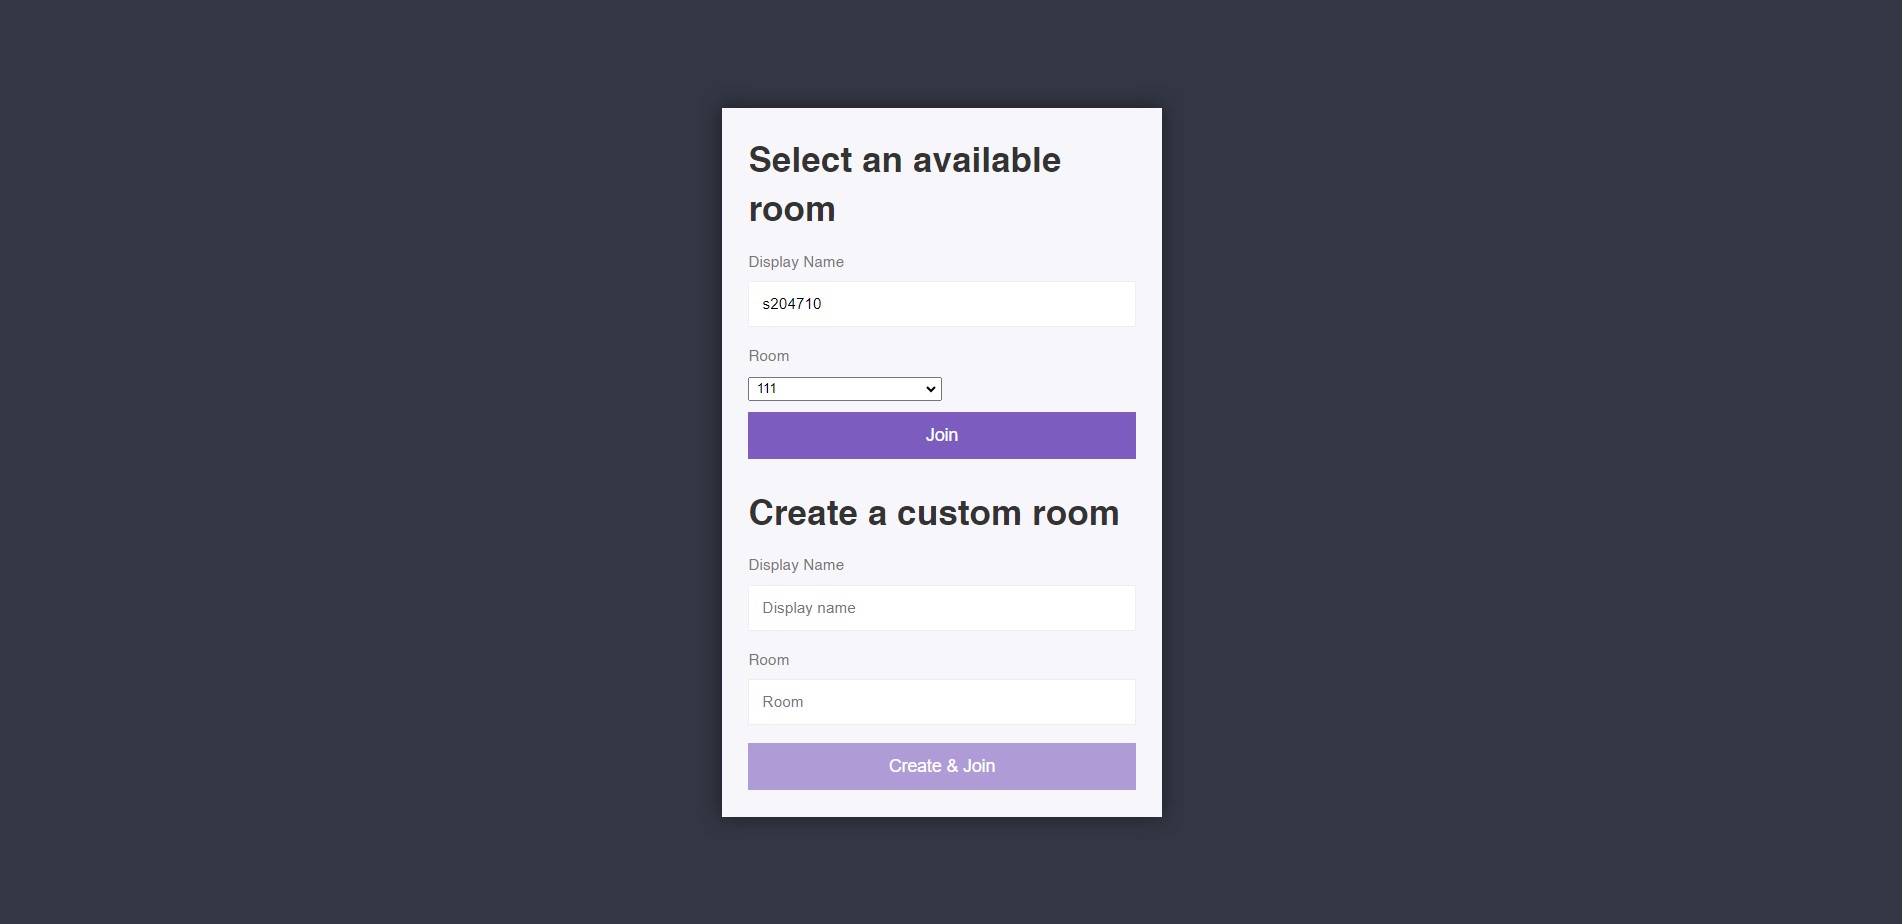 Select an available
room
Display Name
s204710
Room
111
Join
Create a custom room
Display Name
Display name
Room
Room
Create & Join